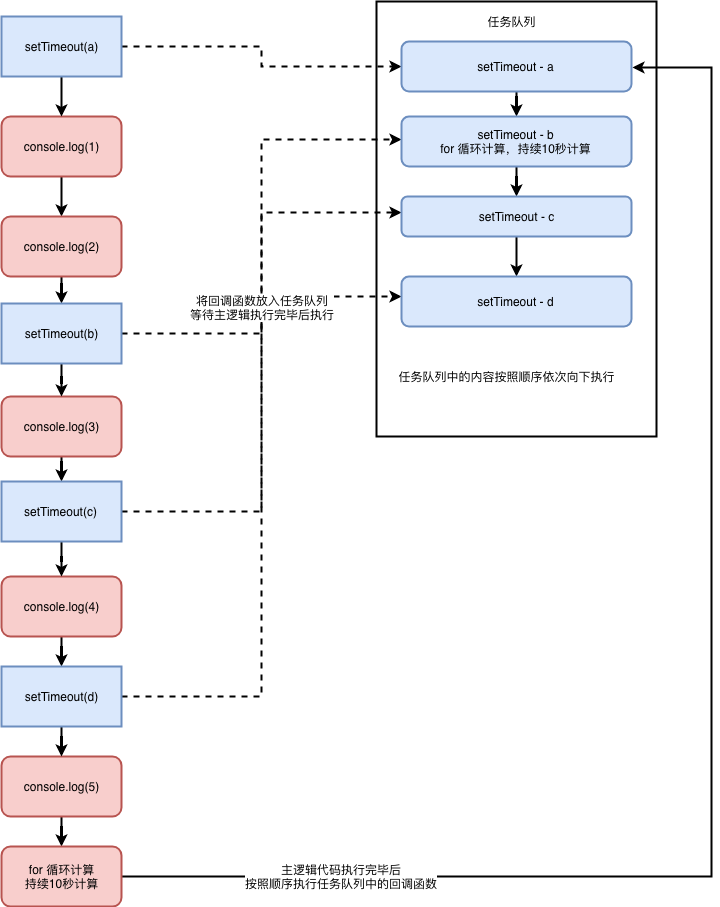 setTimeout(a)
console.log(1)
console.log(2)
setTimeout(b)
console.log(3)
setTimeout(c)
console.log(4)
setTimeout(d)
console.log(5)
for 循环计算
持续10秒计算
将回调函数放入任务队列
等待主逻辑执行完毕后执行
任务队列
setTimeout - a
setTimeout - b
for 循环计算，持续10秒计算
setTimeout - c
setTimeout - d
任务队列中的内容按照顺序依次向下执行
主逻辑代码执行完毕后
按照顺序执行任务队列中的回调函数